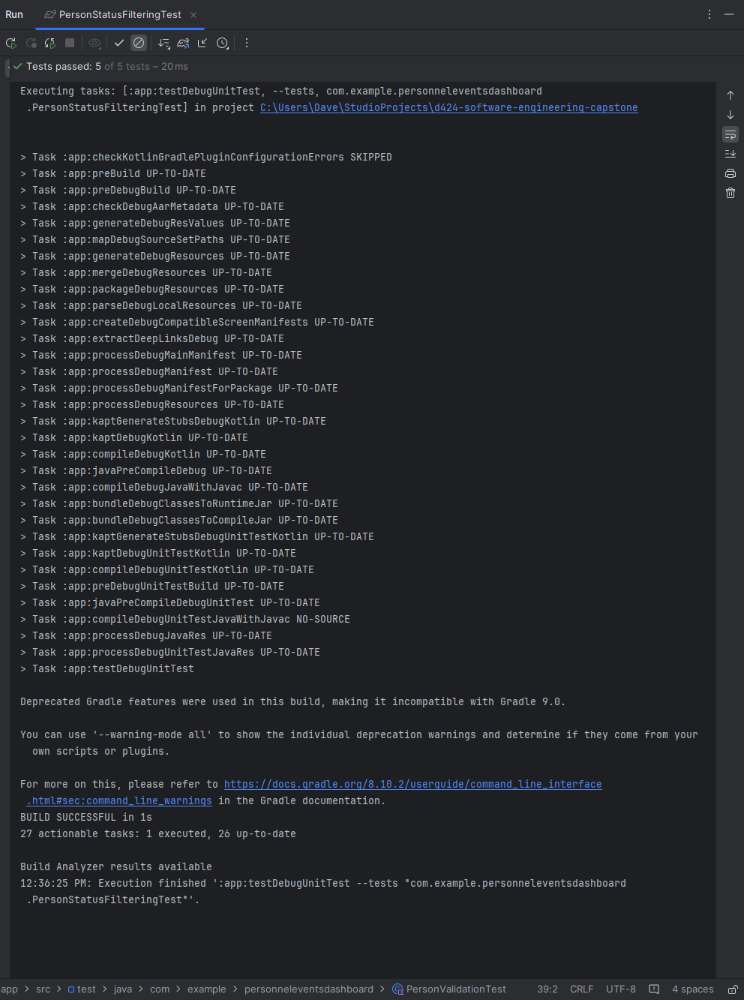 Run PersonStatusFilteringTest
Tests passed: 5 of 5 tests – 20 ms
Executing tasks: [:app:testDebugUnitTest, --tests, com.example.personneleventsdashboard
.PersonStatusFilteringTest] in project C:\Users\Dave\StudioProjects\d424-software-engineering-capstone
> Task :app:checkKotlinGradlePluginConfigurationErrors SKIPPED
> Task :app:preBuild UP-TO-DATE
> Task :app:preDebugBuild UP-TO-DATE
> Task :app:checkDebugAarMetadata UP-TO-DATE
> Task :app:generateDebugResValues UP-TO-DATE
> Task :app:mapDebugSourceSetPaths UP-TO-DATE
> Task :app:generateDebugResources UP-TO-DATE
> Task :app:mergeDebugResources UP-TO-DATE
> Task :app:packageDebugResources UP-TO-DATE
> Task :app:parseDebugLocalResources UP-TO-DATE
> Task :app:createDebugCompatibleScreenManifests UP-TO-DATE
> Task :app:extractDeepLinksDebug UP-TO-DATE
> Task :app:processDebugMainManifest UP-TO-DATE
> Task :app:processDebugManifest UP-TO-DATE
> Task :app:processDebugManifestForPackage UP-TO-DATE
> Task :app:processDebugResources UP-TO-DATE
> Task :app:kaptGenerateStubsDebugKotlin UP-TO-DATE
> Task :app:kaptDebugKotlin UP-TO-DATE
> Task :app:compileDebugKotlin UP-TO-DATE
> Task :app:javaPreCompileDebug UP-TO-DATE
> Task :app:compileDebugJavaWithJavac UP-TO-DATE
> Task :app:bundleDebugClassesToRuntimeJar UP-TO-DATE
> Task :app:bundleDebugClassesToCompileJar UP-TO-DATE
> Task :app:kaptGenerateStubsDebugUnitTestKotlin UP-TO-DATE
> Task :app:kaptDebugUnitTestKotlin UP-TO-DATE
> Task :app:compileDebugUnitTestKotlin UP-TO-DATE
> Task :app:preDebugUnitTestBuild UP-TO-DATE
> Task :app:javaPreCompileDebugUnitTest UP-TO-DATE
> Task :app:compileDebugUnitTestJavaWithJavac NO-SOURCE
> Task :app:processDebugJavaRes UP-TO-DATE
> Task :app:processDebugUnitTestJavaRes UP-TO-DATE
> Task :app:testDebugUnitTest
Deprecated Gradle features were used in this build, making it incompatible with Gradle 9.0.
You can use '--warning-mode all' to show the individual deprecation warnings and determine if they come from your
own scripts or plugins.
For more on this, please refer to https://docs.gradle.org/8.10.2/userguide/command_line_interface
.html#sec:command_line_warnings in the Gradle documentation.
BUILD SUCCESSFUL in 1s
27 actionable tasks: 1 executed, 26 up-to-date
Build Analyzer results available
12:36:25 PM: Execution finished ':app:testDebugUnitTest --tests "com.example.personneleventsdashboard
.PersonStatusFilteringTest"'.
app > src > test > java > com > example > personneleventsdashboard > PersonValidationTest 39:2 CRLF UTF-8 4 spaces